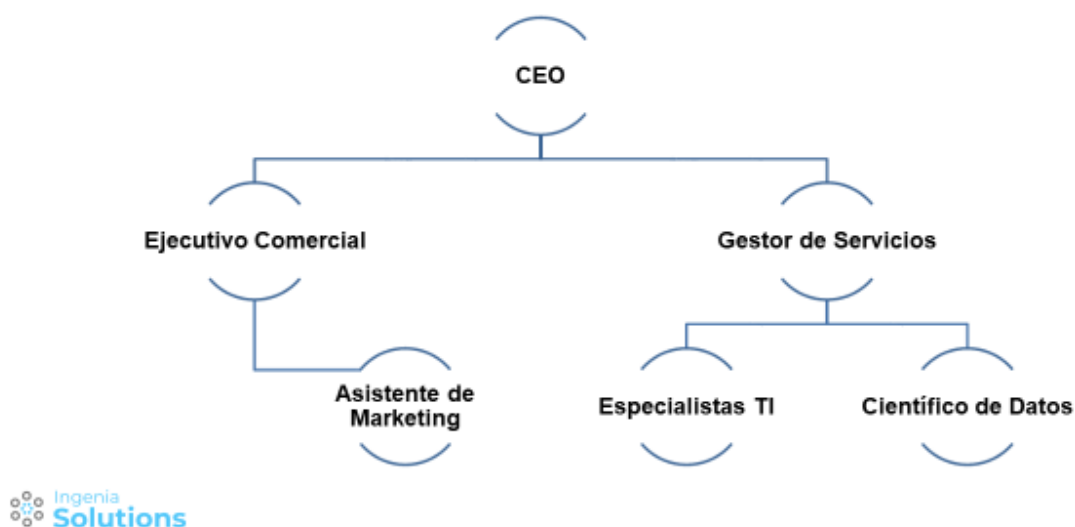 CEO
Ejecutivo Comercial
Gestor de Servicios
Asistente de
Marketing
Especialistas TI
Científico de Datos
Ingenia
Solutions